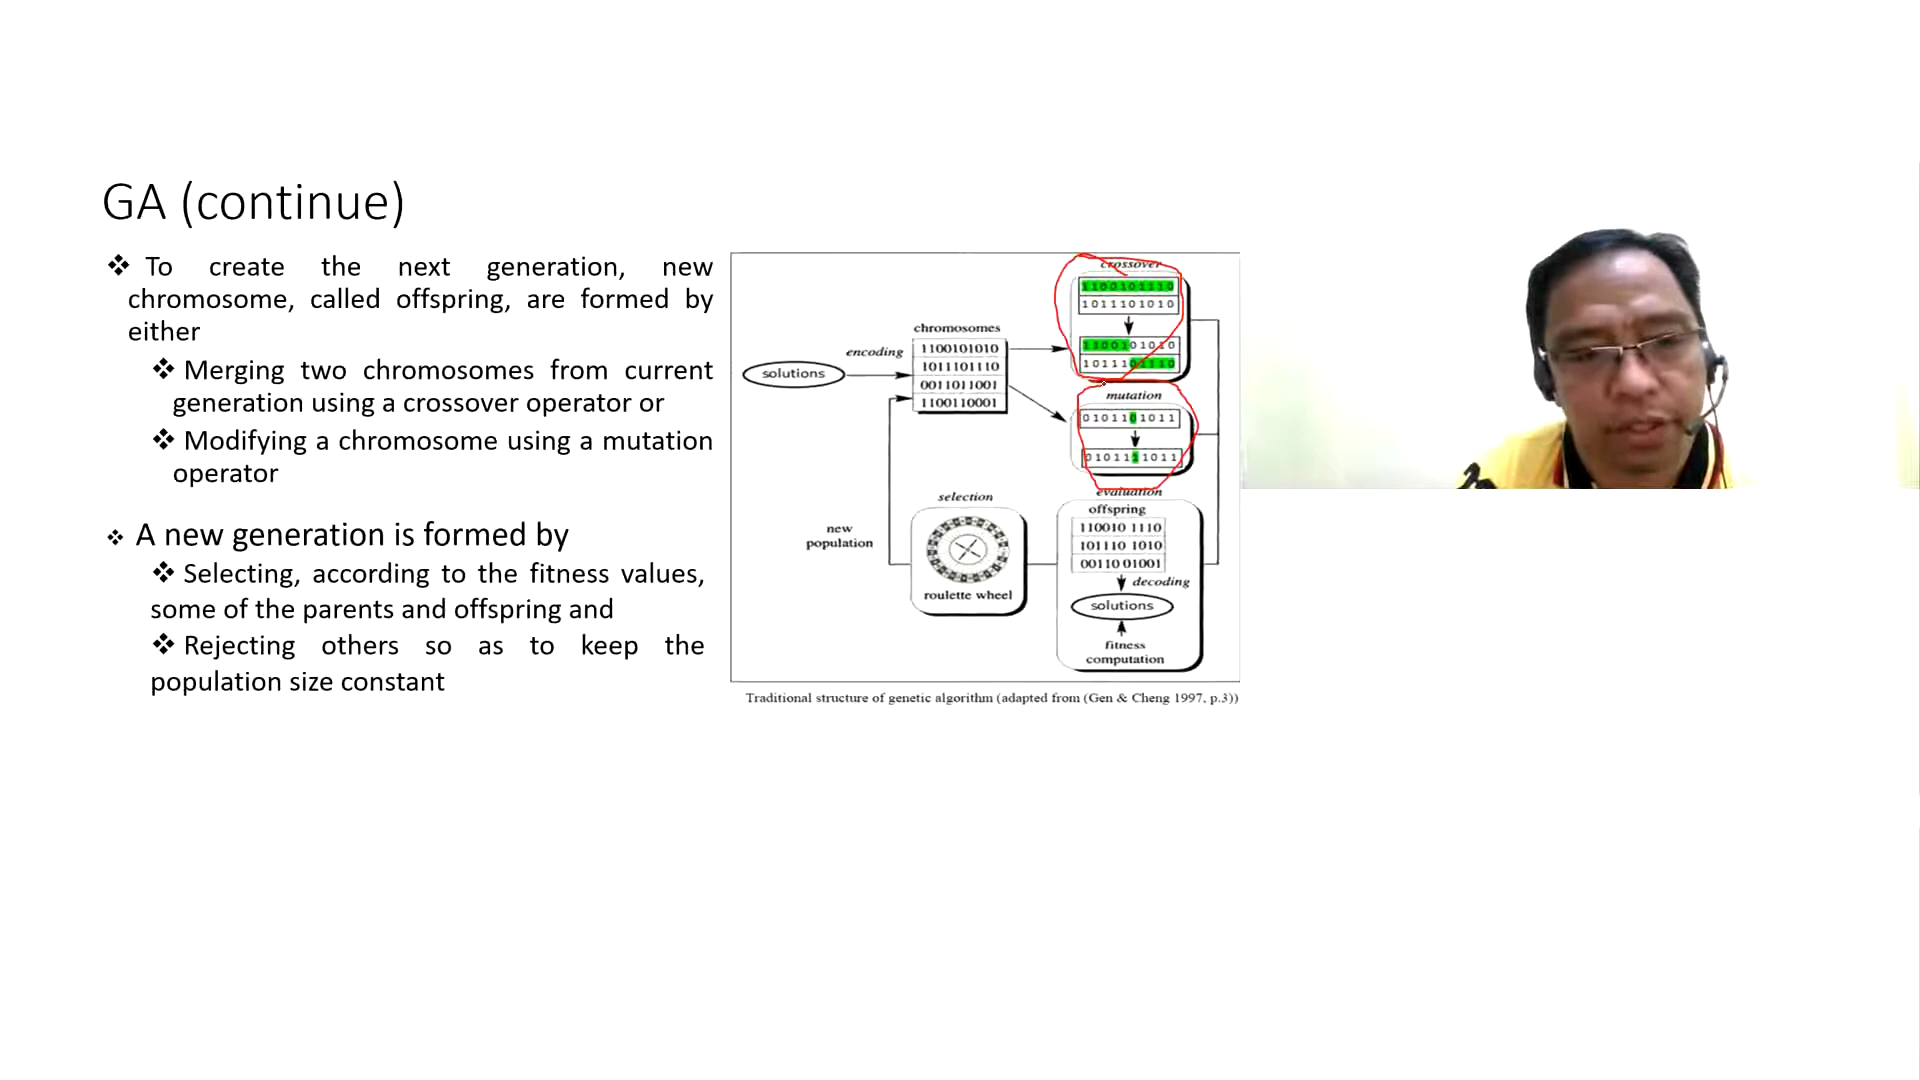 GA (continue)
❖ To create the next generation, new
chromosome, called offspring, are formed by
either
❖ Merging two chromosomes from current
generation using a crossover operator or
❖ Modifying a chromosome using a mutation
operator
❖ A new generation is formed by
❖ Selecting, according to the fitness values,
some of the parents and offspring and
❖ Rejecting others so as to keep the
population size constant
solutions
encoding
chromosomes
1100101010
1011101110
0011011001
1100110001
crossover
1100101110
1011101010
1100101010
1011101110
mutation
0101101011
0101111011
evaluation
offspring
110010 1110
101110 1010
00110 01001
decoding
solutions
fitness
computation
selection
roulette wheel
new
population
Traditional structure of genetic algorithm (adapted from (Gen & Cheng 1997, p.3))